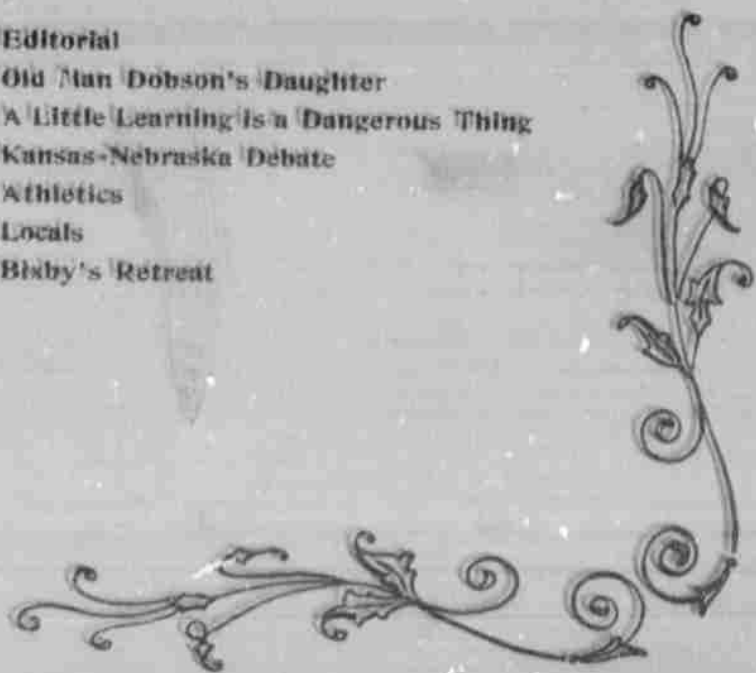 Editorial
Old Man Dobson's Daughter
A Little Learning is a Dangerous Thing
Kansas-Nebraska Debate
Athletics
Locals
Bixby's Retreat